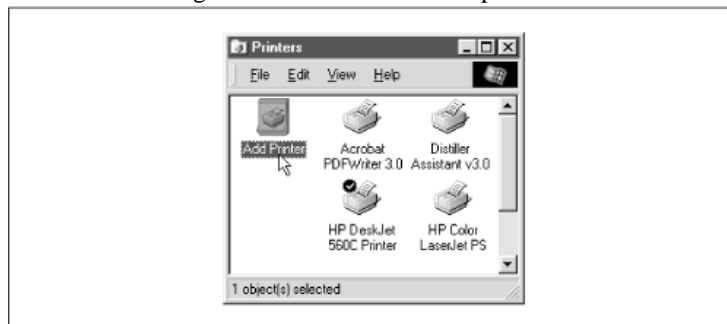 Printers
File Edit View Help
Add Printer
Acrobat
PDFWriter 3.0
Distiller
Assistant v3.0
HP DeskJet
560C Printer
HP Color
LaserJet PS
1 object(s) selected